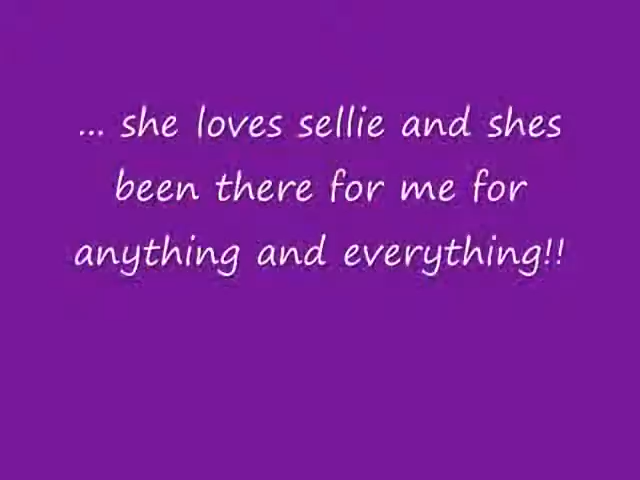 ... she loves sellie and shes
been there for me for
anything and everything!!